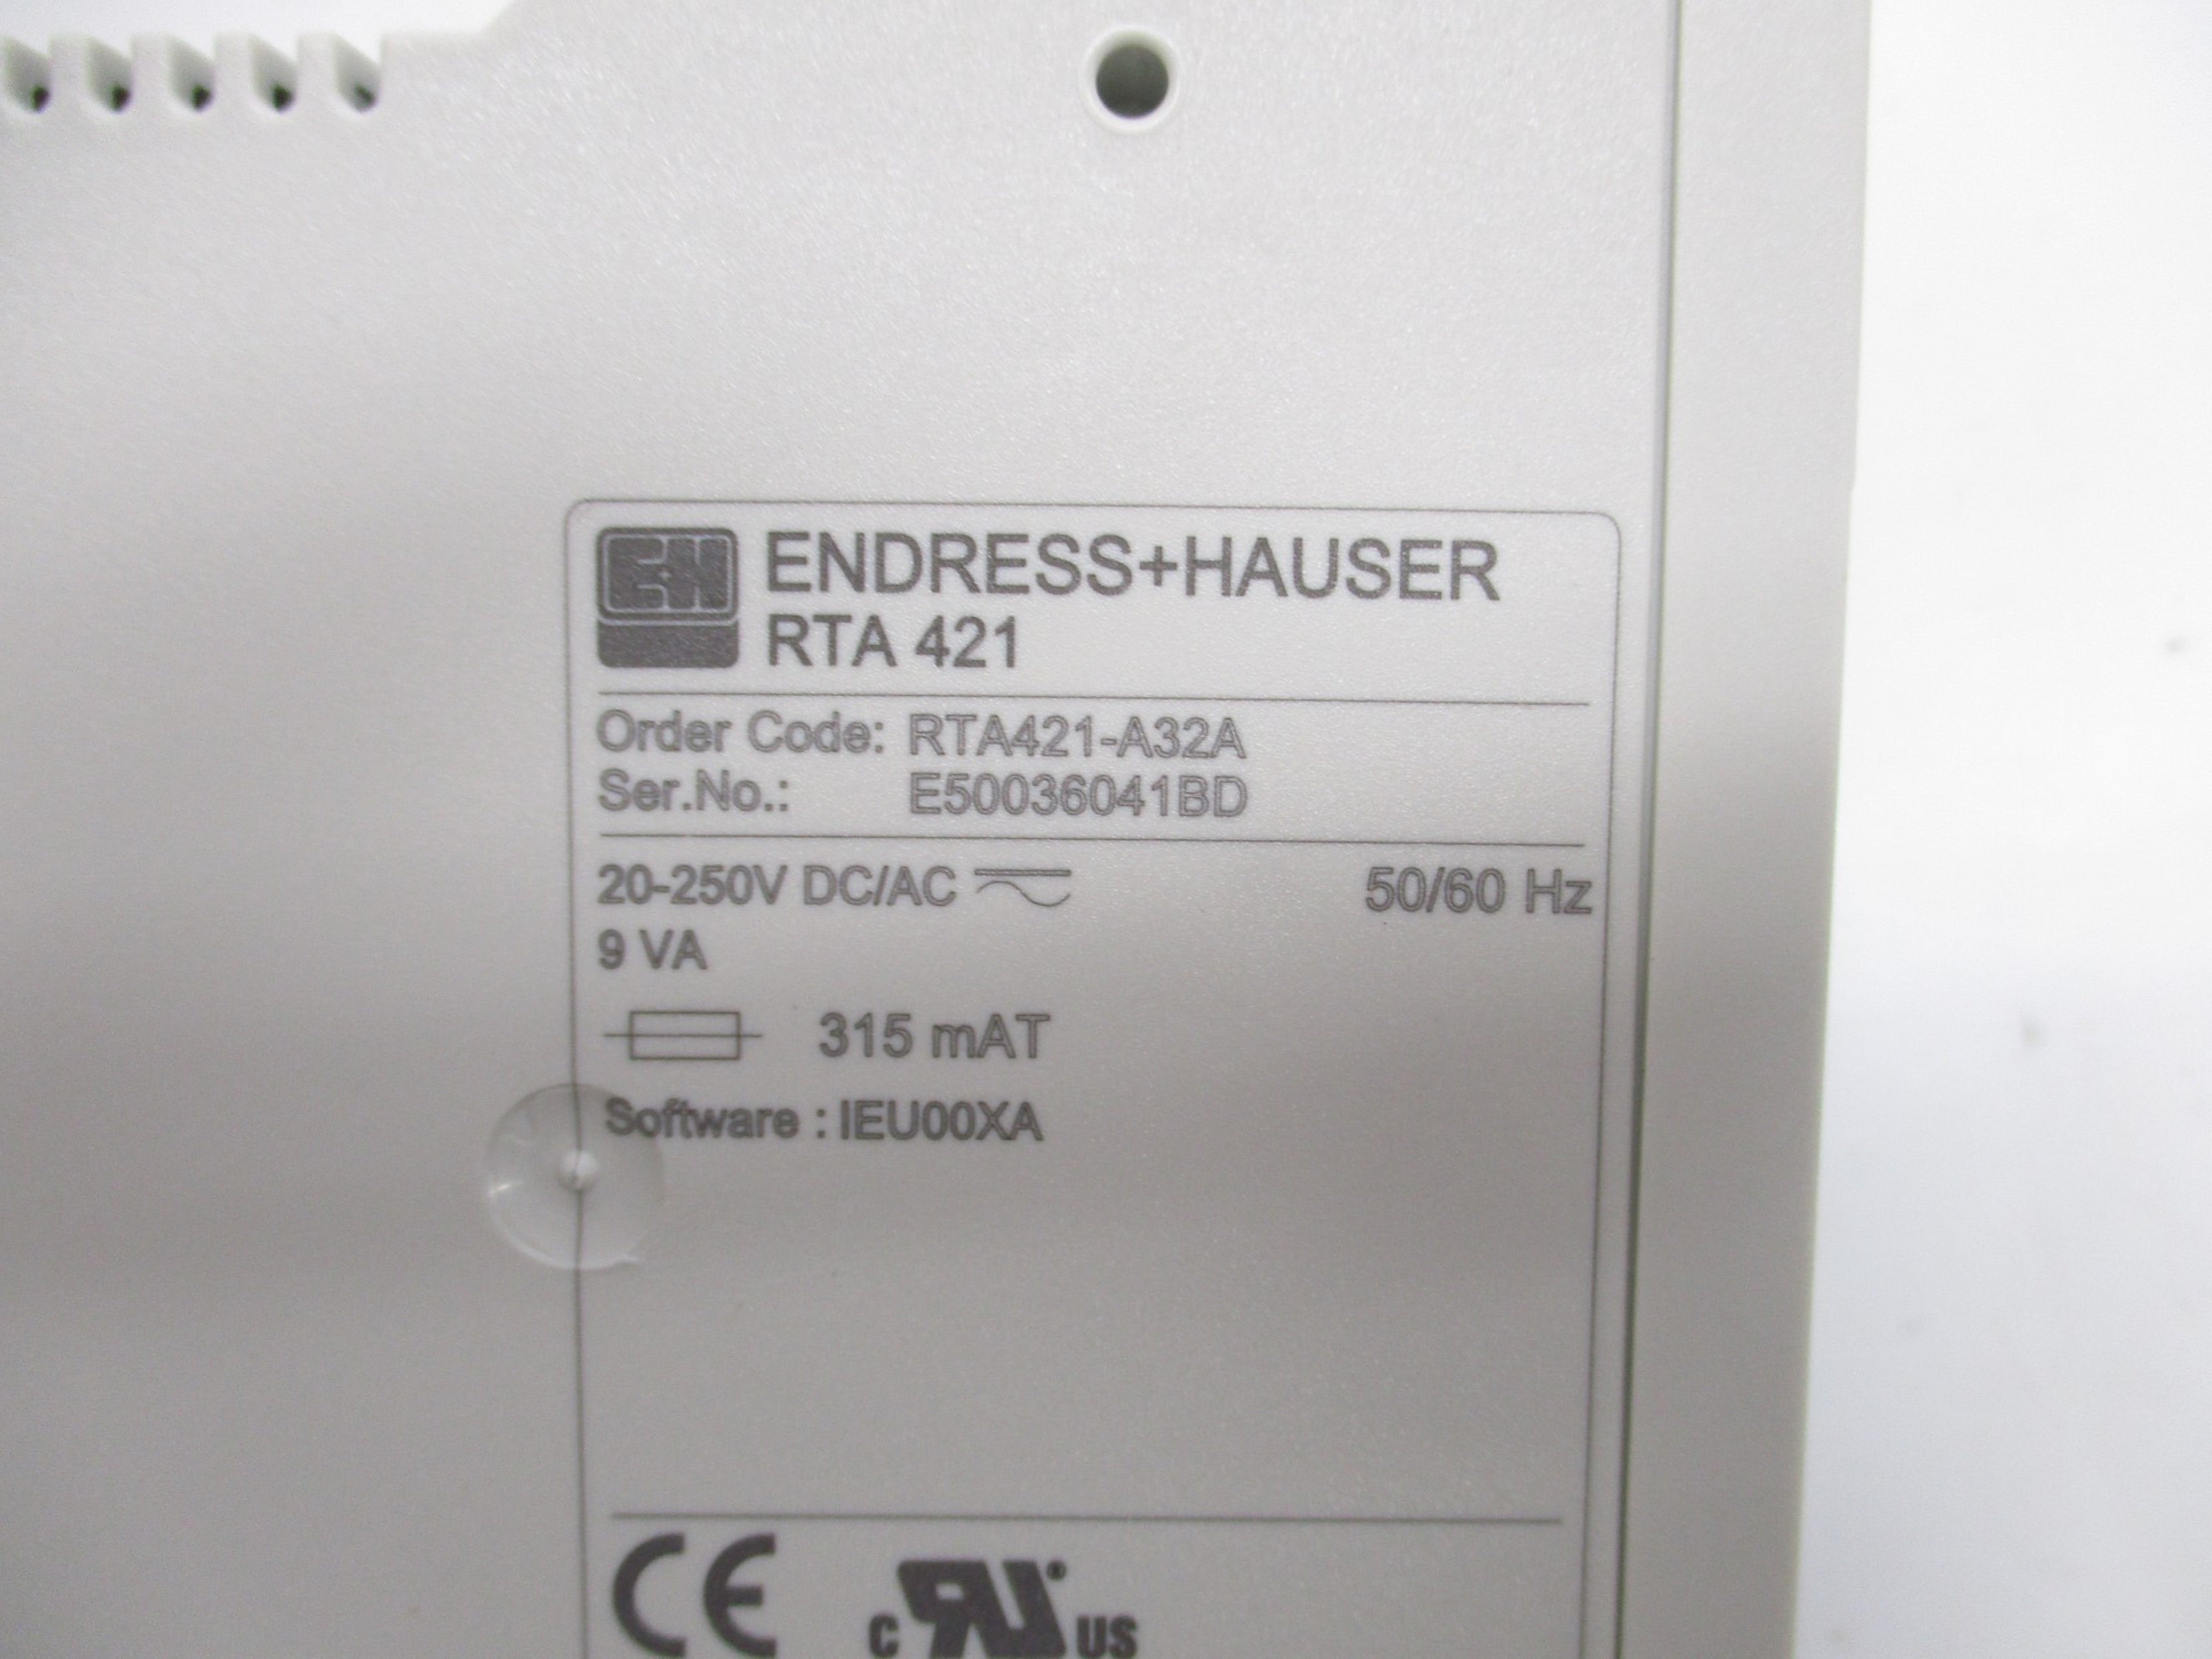 E+H ENDRESS+HAUSER
RTA 421
Order Code: RTA421-A32A
Ser.No.: E50036041BD
20-250V DC/AC 50/60 Hz
9 VA
315 mAT
Software : IEU00XA
CE c RU® US